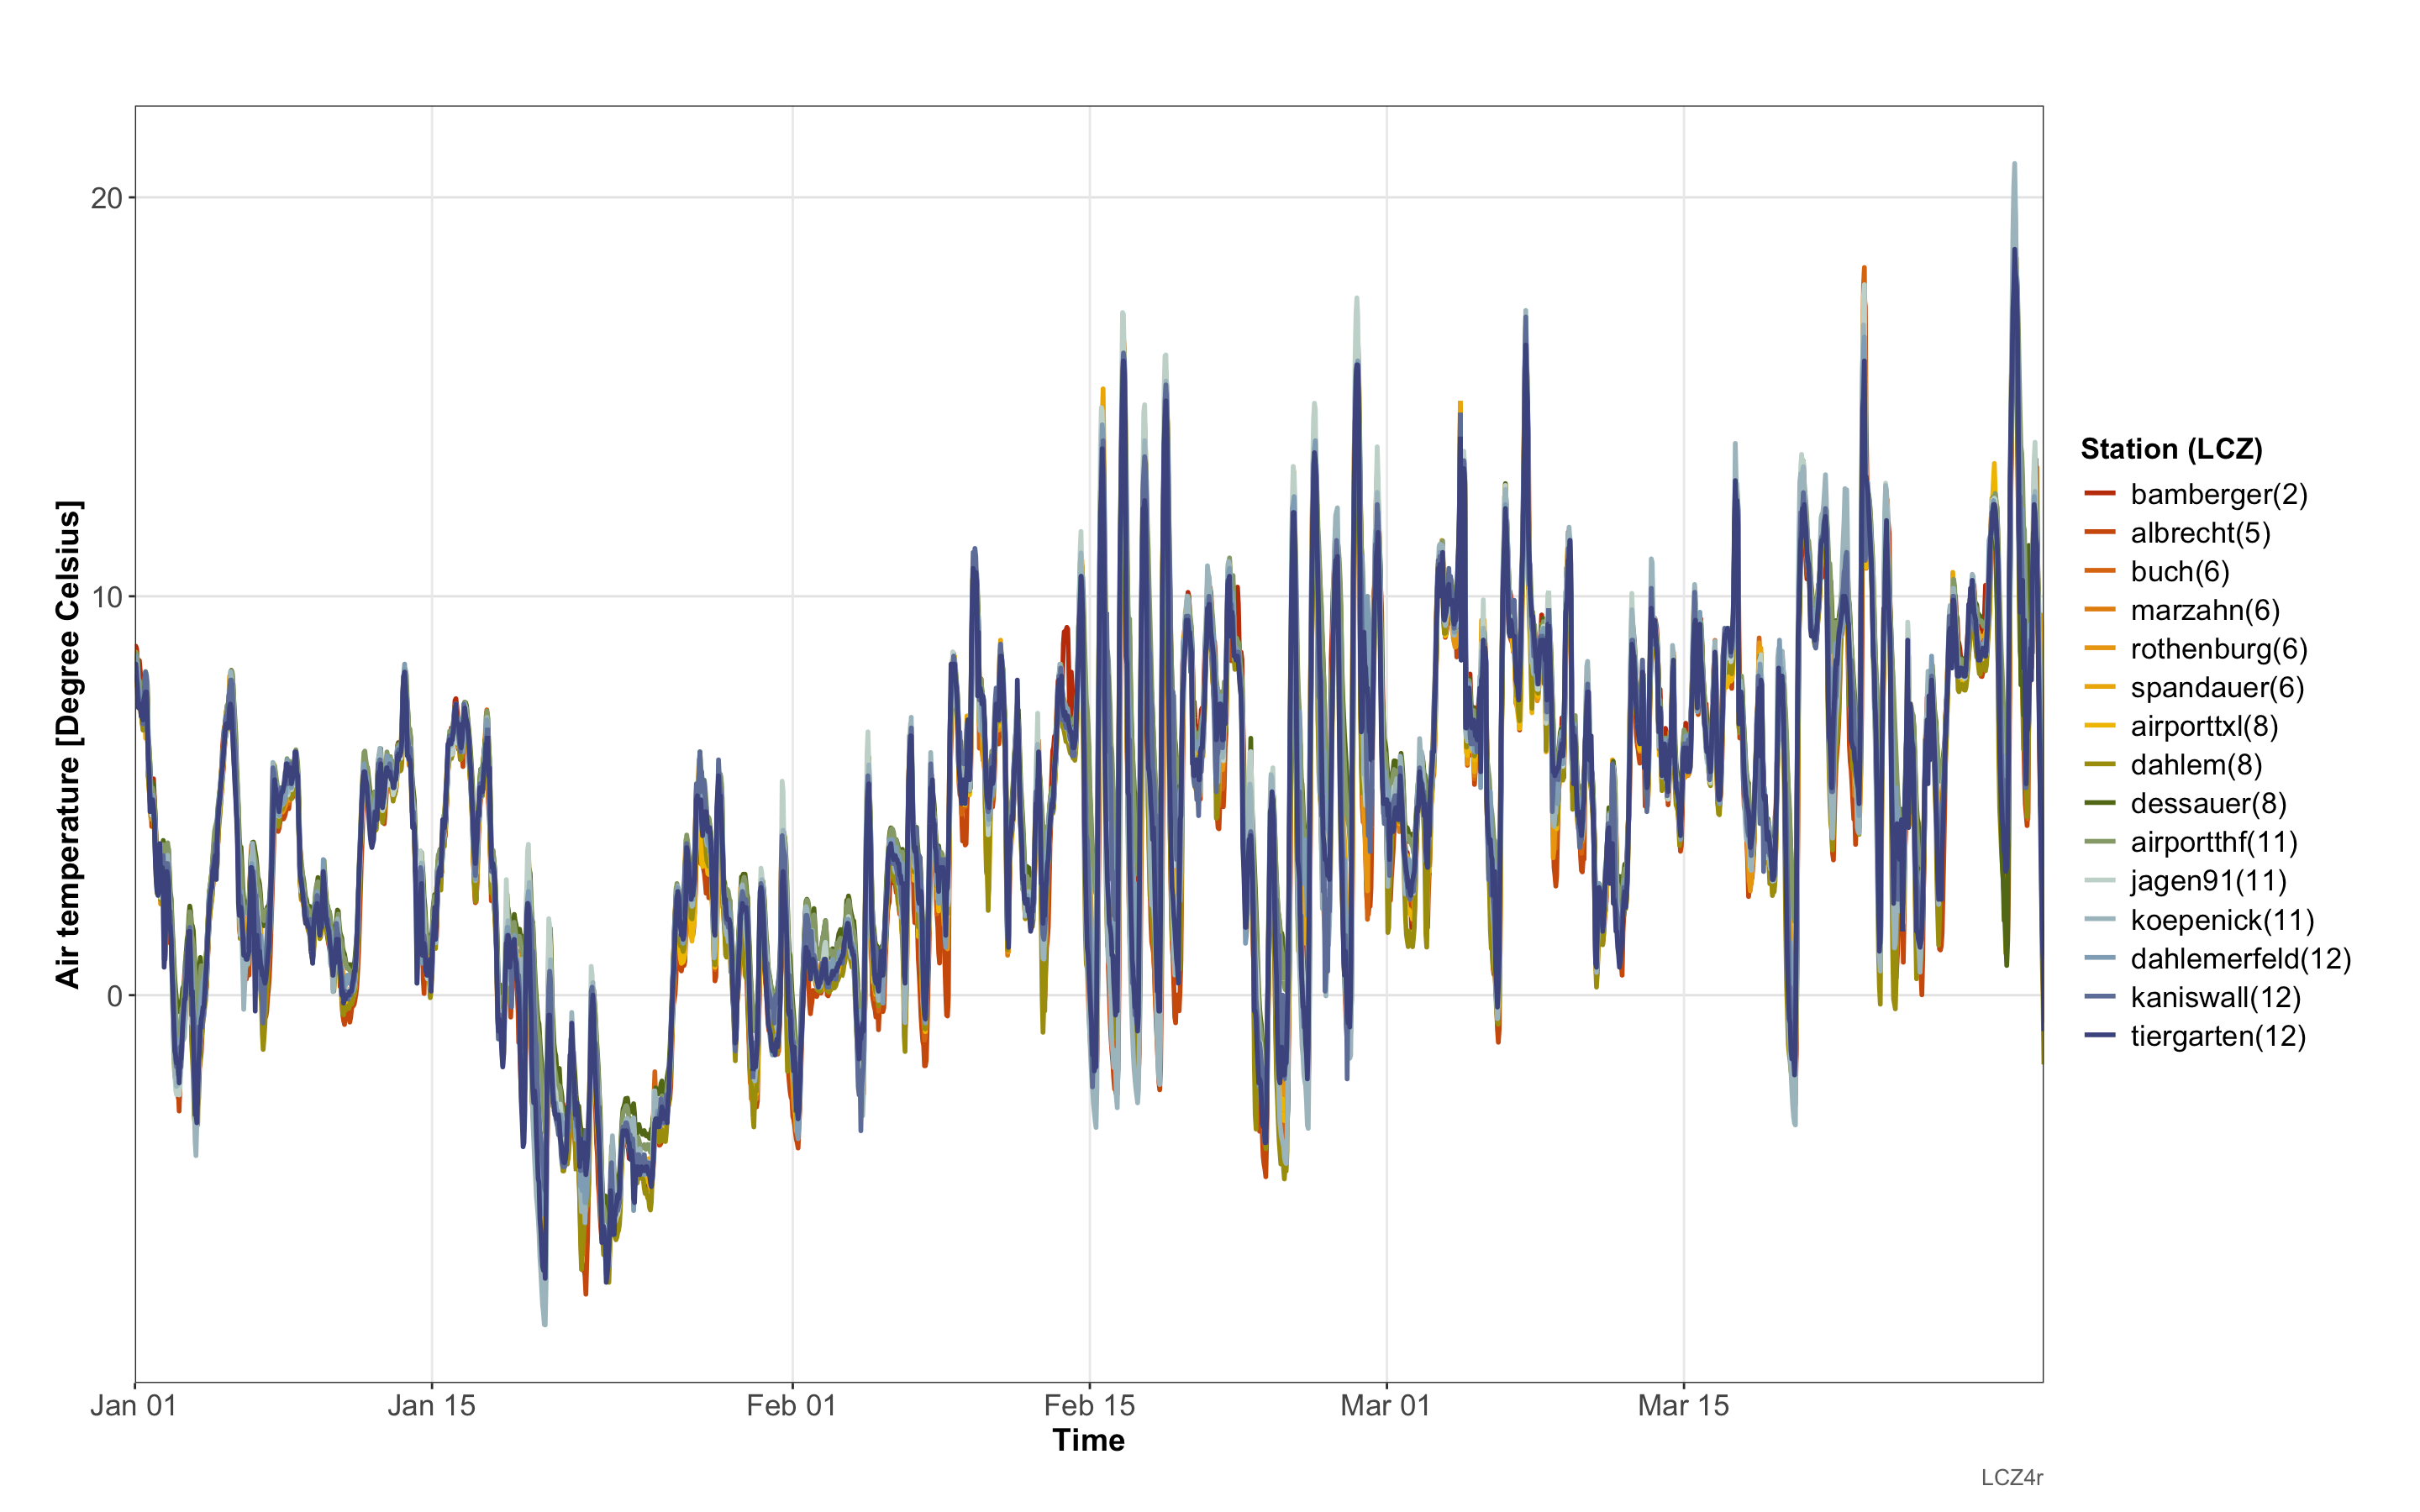 20
10
0
Air temperature [Degree Celsius]
Jan 01
Jan 15
Feb 01
Feb 15
Mar 01
Mar 15
Time
Station (LCZ)
bamberger(2)
albrecht(5)
buch(6)
marzahn(6)
rothenburg(6)
spandauer(6)
airporttxl(8)
dahlem(8)
dessauer(8)
airportthf(11)
jagen91(11)
koepenick(11)
dahlemerfeld(12)
kaniswall(12)
tiergarten(12)
LCZ4r